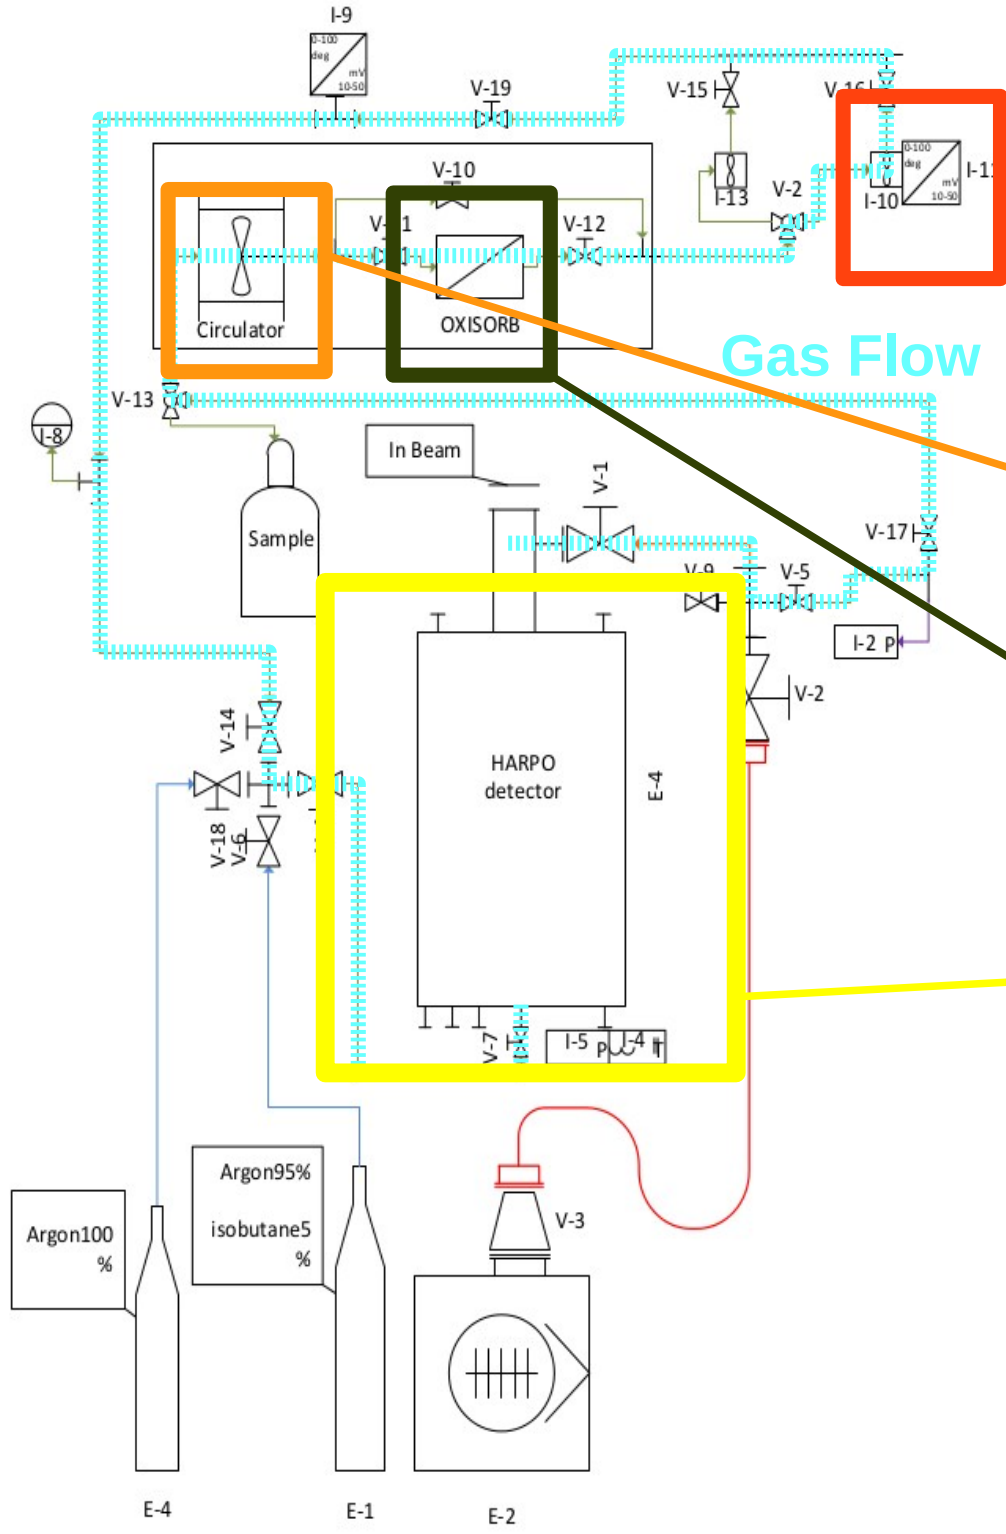 I-9
0-100
deg
mV
10-50
V-19
V-15
V-16
0-100
deg
mV
10-50
I-11
I-10
I-13
V-2
V-10
V-12
Circulator
OXISORB
Gas Flow
V-13
I-8
In Beam
V-1
Sample
V-17
V-9
V-5
I-2 P
V-2
V-14
HARPO
detector
E-4
V-18
V-6
V-7
I-5 P
I-4 T
Argon95%
isobutane5
%
Argon100
%
V-3
E-4
E-1
E-2